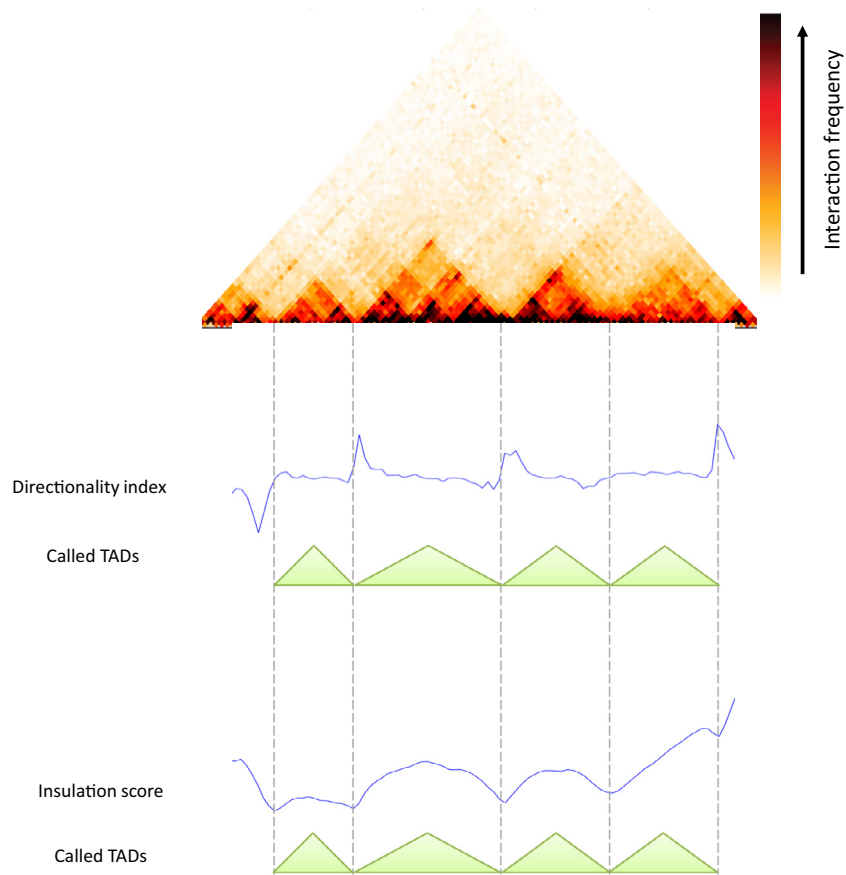 Interaction frequency
Directionality index
Called TADs
Insulation score
Called TADs